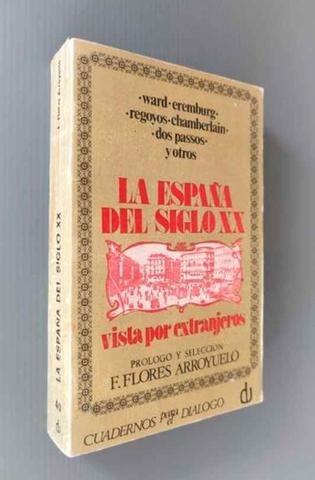 ·ward·eremburg·
·regoyos·chamberlain·
·dos passos·
y otros
LA ESPAÑA
DEL SIGLO XX
vista por extranjeros
PROLOGO Y SELECCION
F. FLORES ARROYUELO
CUADERNOS para el DIALOGO
LA ESPAÑA DEL SIGLO XX